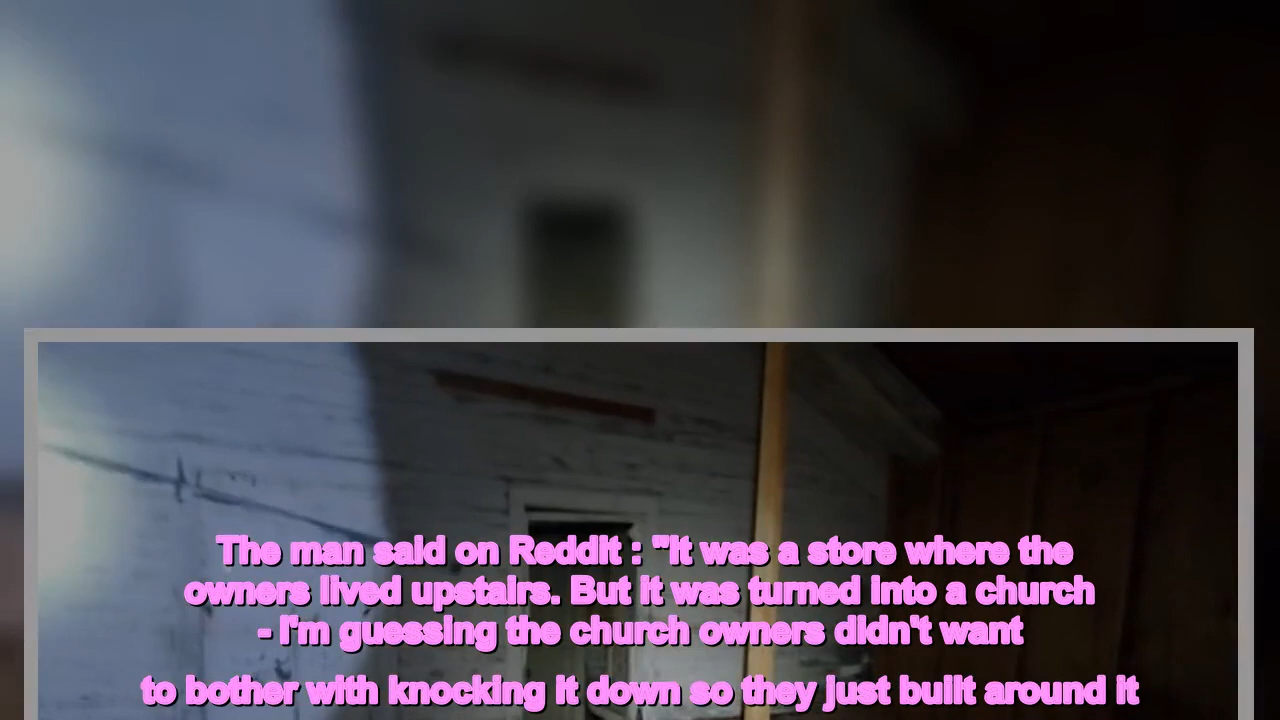 The man said on Reddit : "It was a store where the
owners lived upstairs. But it was turned into a church
- I'm guessing the church owners didn't want
to bother with knocking it down so they just built around it